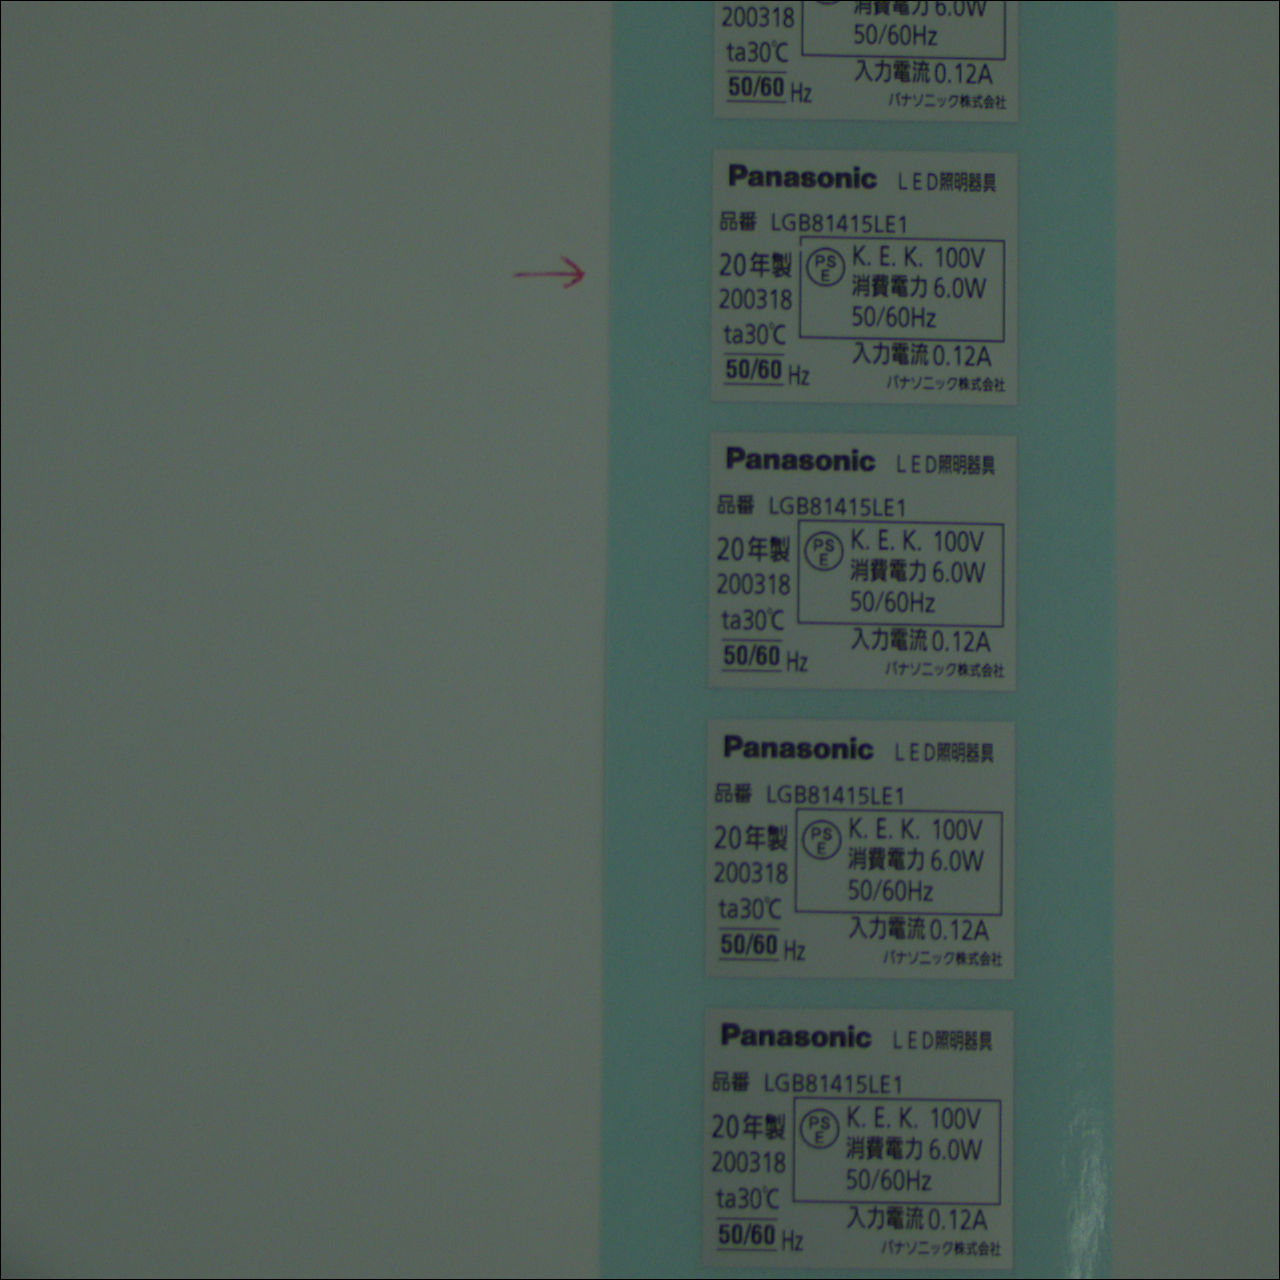 消費電力 6.0W
200318
50/60Hz
ta30℃
入力電流 0.12A
50/60 Hz
パナソニック株式会社
Panasonic LED照明器具
品番 LGB81415LE1
20年製
PS E
K. E. K. 100V
消費電力 6.0W
200318
50/60Hz
ta30℃
入力電流 0.12A
50/60 Hz
パナソニック株式会社
Panasonic LED照明器具
品番 LGB81415LE1
20年製
PS E
K. E. K. 100V
消費電力 6.0W
200318
50/60Hz
ta30℃
入力電流 0.12A
50/60 Hz
パナソニック株式会社
Panasonic LED照明器具
品番 LGB81415LE1
20年製
PS E
K. E. K. 100V
消費電力 6.0W
200318
50/60Hz
ta30℃
入力電流 0.12A
50/60 Hz
パナソニック株式会社
Panasonic LED照明器具
品番 LGB81415LE1
20年製
PS E
K. E. K. 100V
消費電力 6.0W
200318
50/60Hz
ta30℃
入力電流 0.12A
50/60 Hz
パナソニック株式会社